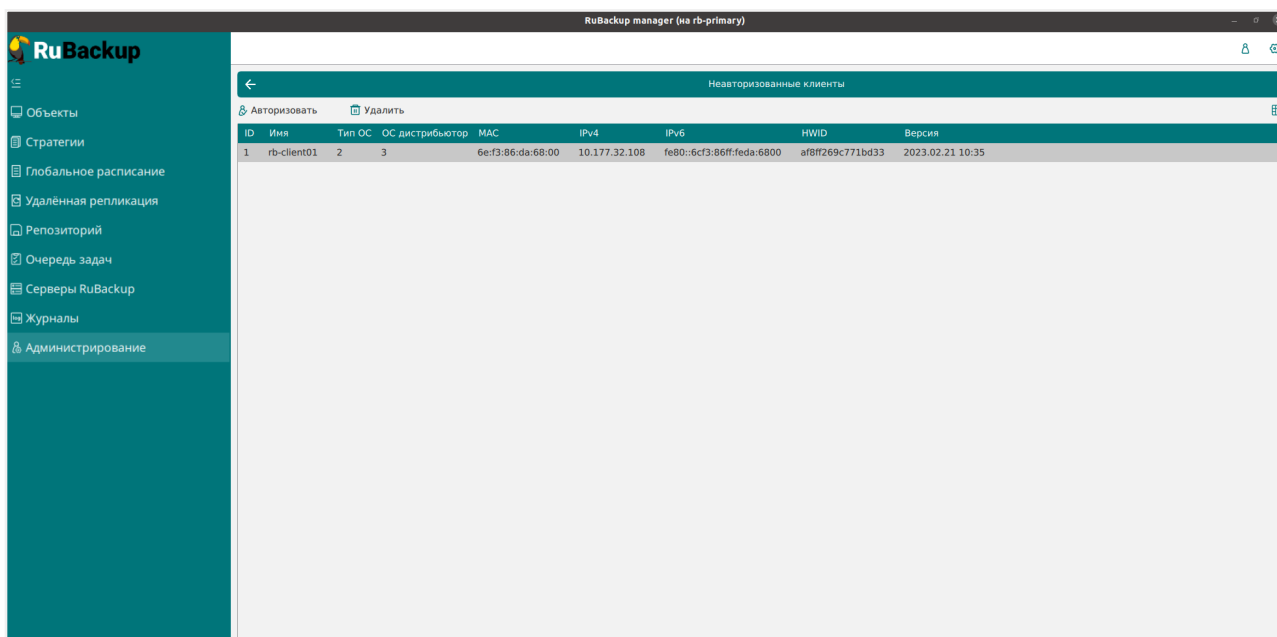 RuBackup manager (на rb-primary)
RuBackup
Неавторизованные клиенты
Объекты
Стратегии
Глобальное расписание
Удалённая репликация
Репозиторий
Очередь задач
Серверы RuBackup
Журналы
Администрирование
Авторизовать Удалить
ID Имя Тип ОС ОС дистрибьютор MAC IPv4 IPv6 HWID Версия
1 rb-client01 2 3 6e:f3:86:da:68:00 10.177.32.108 fe80::6cf3:86ff:feda:6800 af8ff269c771bd33 2023.02.21 10:35